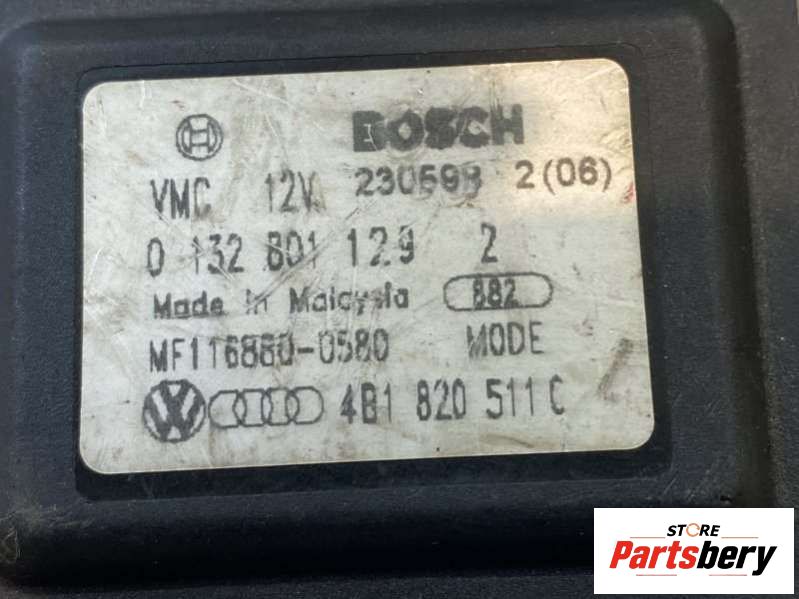 BOSCH
VMC 12V 230698 2(06)
0 132 801 129 2
Made in Malaysia 882
MF116880-0580 MODE
VW 4B1 820 511 C
STORE
Partsbery